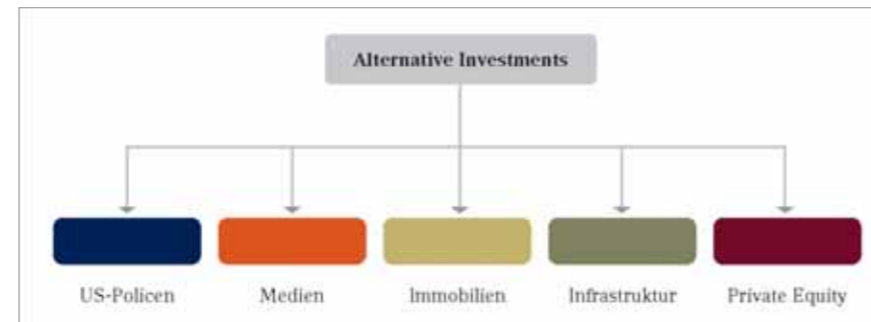 Alternative Investments
US-Policen Medien Immobilien Infrastruktur Private Equity